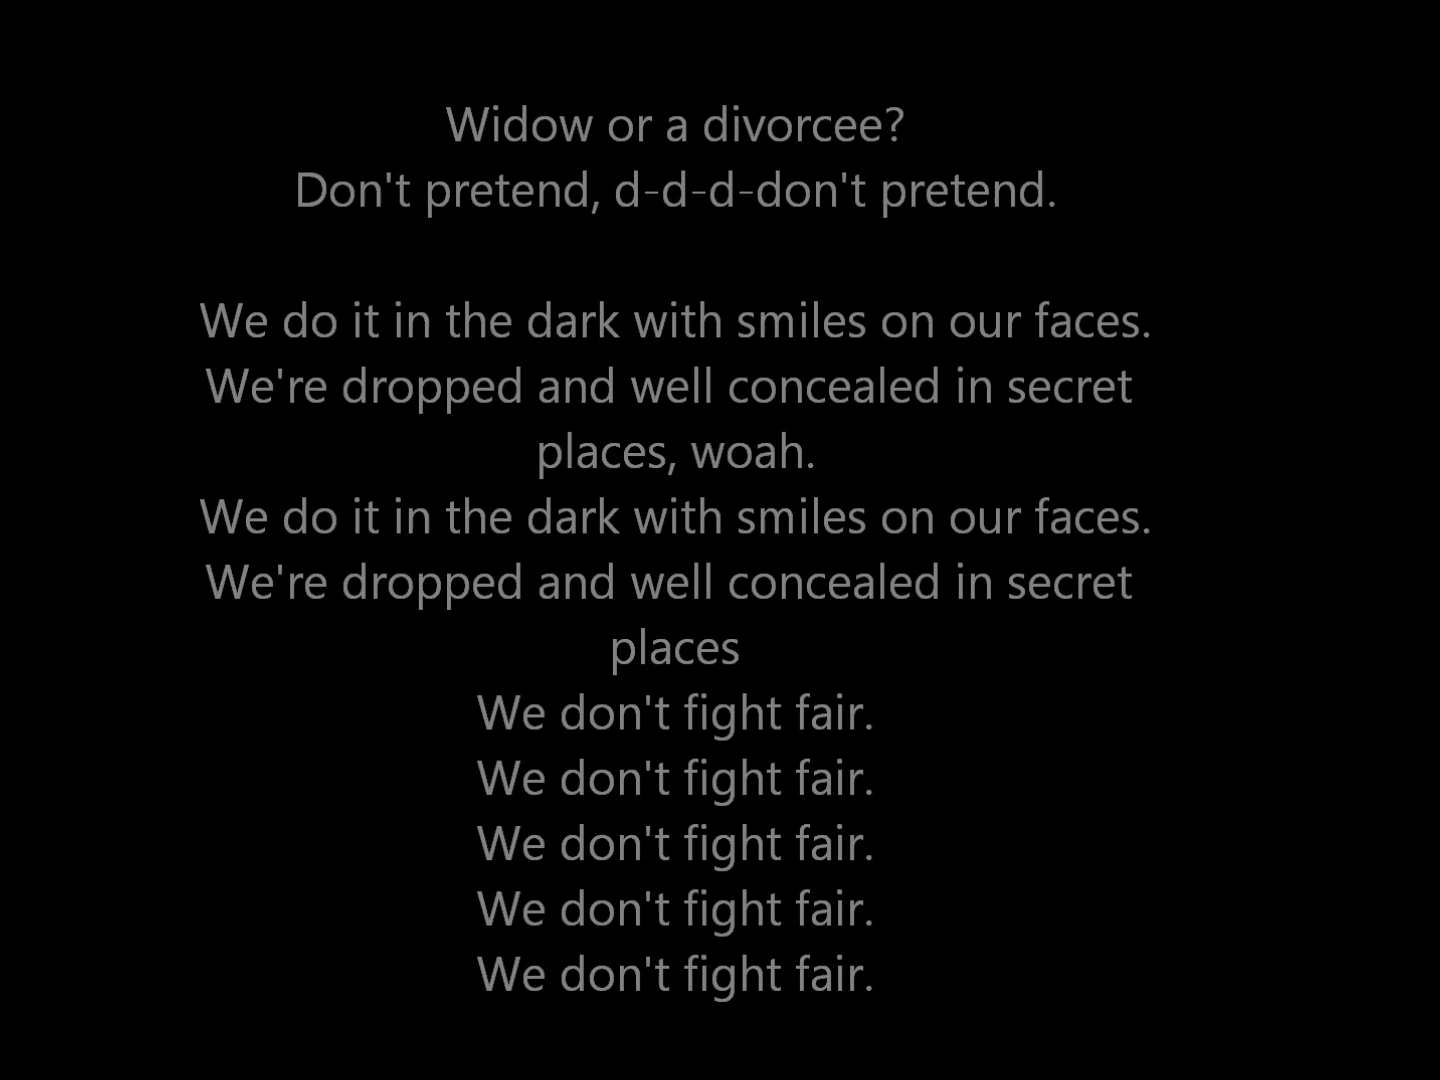 Widow or a divorcee?
Don't pretend, d-d-d-don't pretend.
We do it in the dark with smiles on our faces.
We're dropped and well concealed in secret
places, woah.
We do it in the dark with smiles on our faces.
We're dropped and well concealed in secret
places
We don't fight fair.
We don't fight fair.
We don't fight fair.
We don't fight fair.
We don't fight fair.